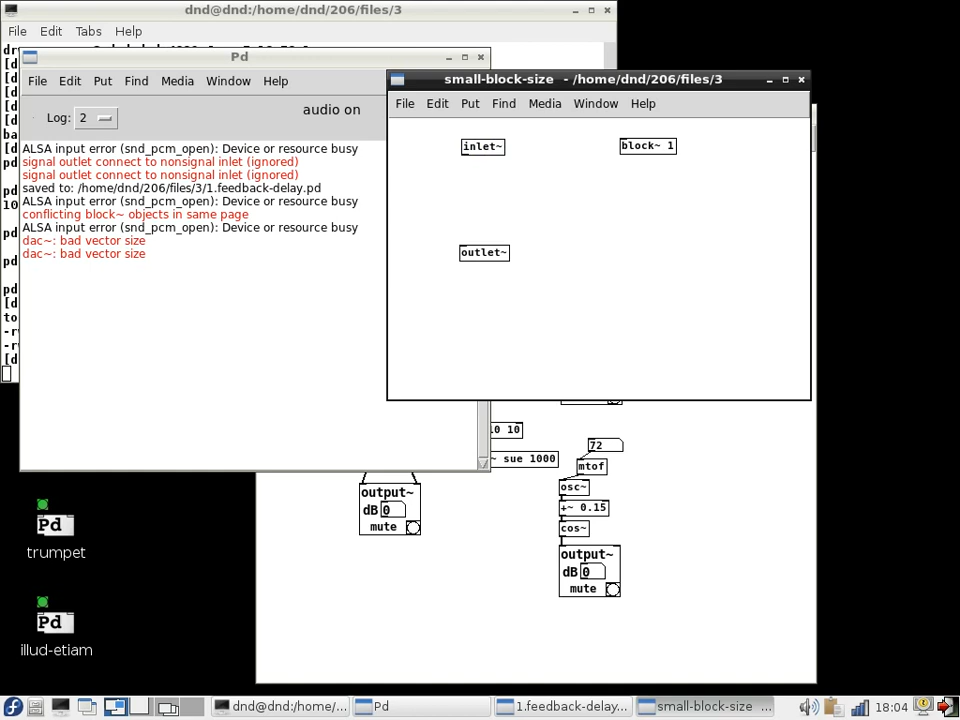 dnd@dnd:/home/dnd/206/files/3
File Edit Tabs Help
Pd
File Edit Put Find Media Window Help
Log: 2
audio on
ALSA input error (snd_pcm_open): Device or resource busy
signal outlet connect to nonsignal inlet (ignored)
signal outlet connect to nonsignal inlet (ignored)
saved to: /home/dnd/206/files/3/1.feedback-delay.pd
ALSA input error (snd_pcm_open): Device or resource busy
conflicting block~ objects in same page
ALSA input error (snd_pcm_open): Device or resource busy
dac~: bad vector size
dac~: bad vector size
small-block-size - /home/dnd/206/files/3
File Edit Put Find Media Window Help
inlet~
block~ 1
outlet~
10 10
~ sue 1000
72
mtof
osc~
+~ 0.15
cos~
output~
dB 0
mute
output~
dB 0
mute
Pd
trumpet
Pd
illud-etiam
dnd@dnd:/home/...
Pd
1.feedback-delay...
small-block-size ...
18:04